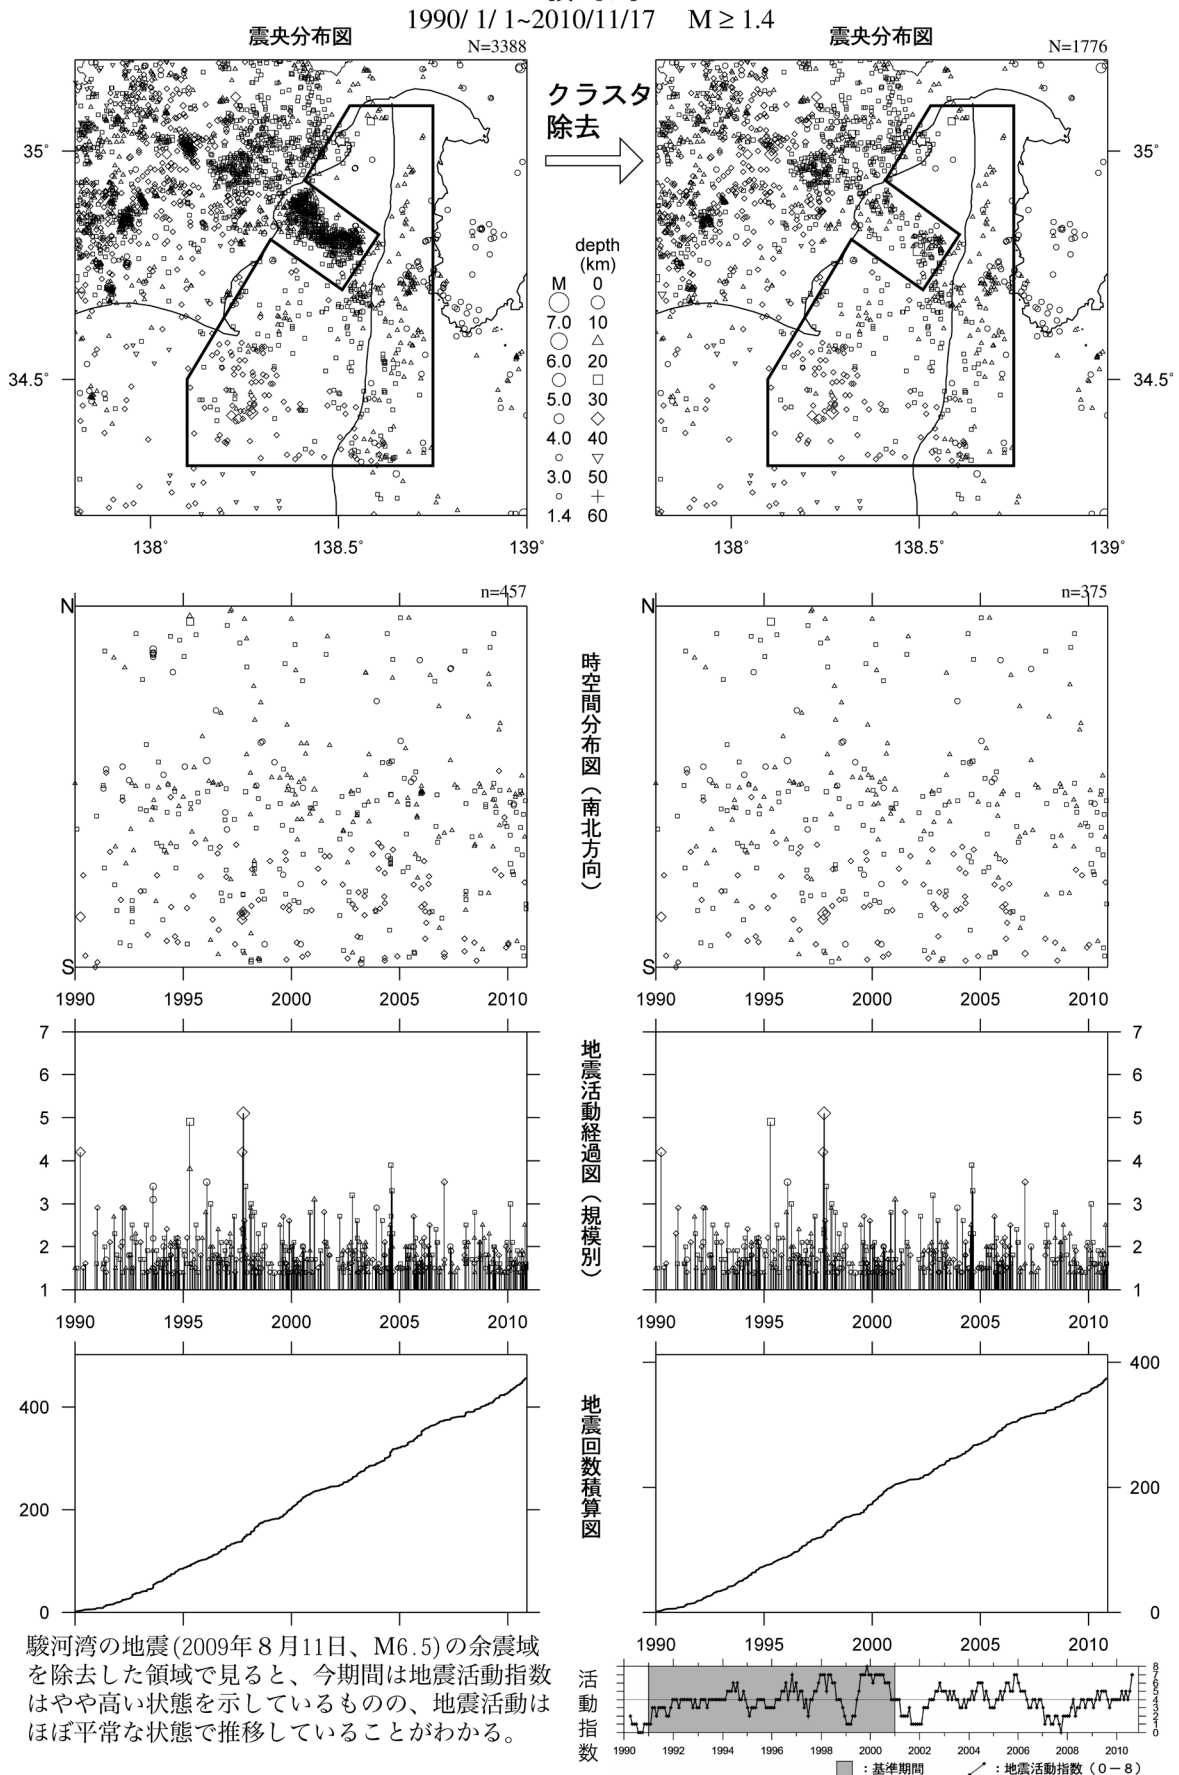 1990/ 1/ 1~2010/11/17 M ≥ 1.4
震央分布図
N=3388
震央分布図
N=1776
クラスタ
除去
35°
34.5°
138°
138.5°
139°
depth
(km)
M 0
7.0 10
6.0 20
5.0 30
4.0 40
3.0 50
1.4 60
35°
34.5°
138°
138.5°
139°
n=457
N
S
1990 1995 2000 2005 2010
時空間分布図(南北方向)
n=375
N
S
1990 1995 2000 2005 2010
7
6
5
4
3
2
1
1990 1995 2000 2005 2010
地震活動経過図(規模別)
7
6
5
4
3
2
1
1990 1995 2000 2005 2010
400
200
0
地震回数積算図
400
200
0
1990 1995 2000 2005 2010
駿河湾の地震(2009年8月11日、M6.5)の余震域
を除去した領域で見ると、今期間は地震活動指数
はやや高い状態を示しているものの、地震活動は
ほぼ平常な状態で推移していることがわかる。
活動指数
8
7
6
5
4
3
2
1
0
1990 1992 1994 1996 1998 2000 2002 2004 2006 2008 2010
:基準期間 :地震活動指数(0-8)